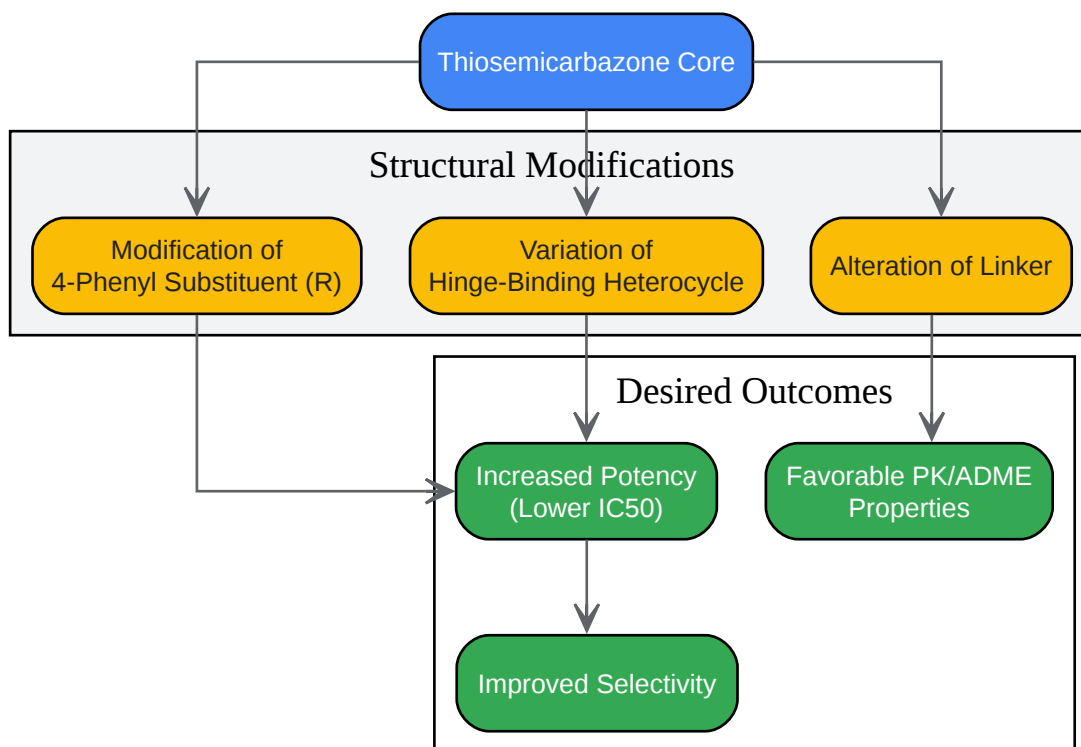 Thiosemicarbazone Core
Structural Modifications
Modification of
4-Phenyl Substituent (R)
Variation of
Hinge-Binding Heterocycle
Alteration of Linker
Desired Outcomes
Increased Potency
(Lower IC50)
Favorable PK/ADME
Properties
Improved Selectivity